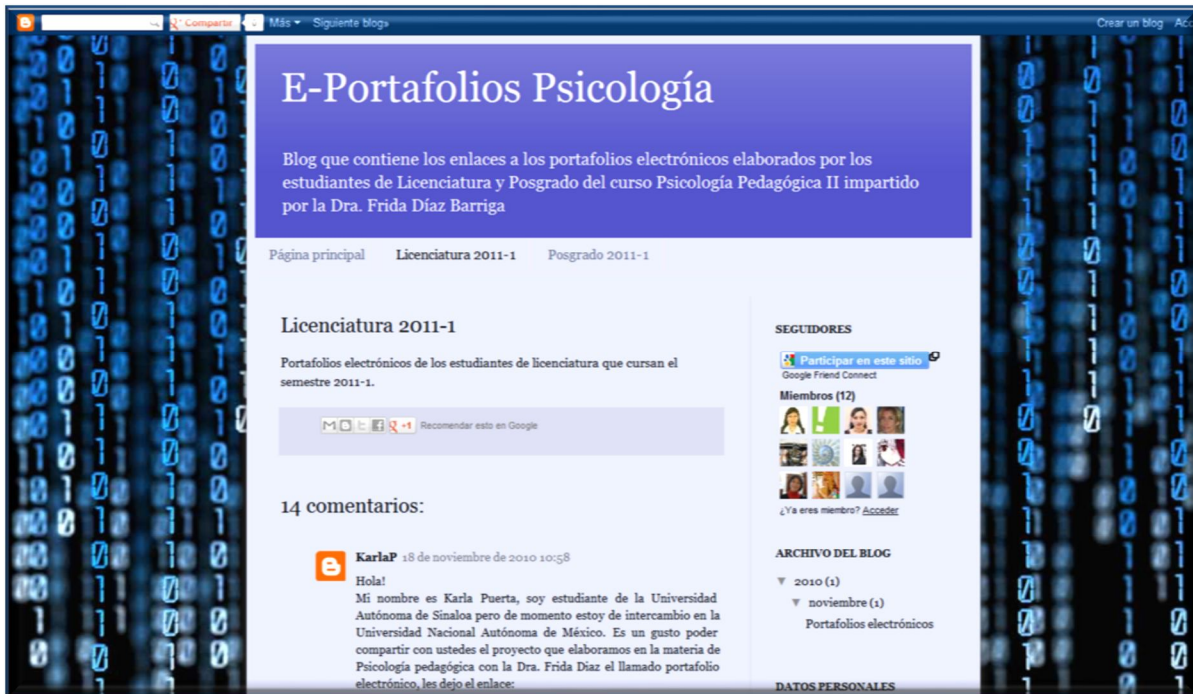 Compartir
Más
Siguiente blog»
Crear un blog
E-Portafolios Psicología
Blog que contiene los enlaces a los portafolios electrónicos elaborados por los
estudiantes de Licenciatura y Posgrado del curso Psicología Pedagógica II impartido
por la Dra. Frida Díaz Barriga
Página principal
Licenciatura 2011-1
Posgrado 2011-1
Licenciatura 2011-1
Portafolios electrónicos de los estudiantes de licenciatura que cursan el
semestre 2011-1.
+1 Recomendar esto en Google
14 comentarios:
KarlaP 18 de noviembre de 2010 10:58
Hola!
Mi nombre es Karla Puerta, soy estudiante de la Universidad
Autónoma de Sinaloa pero de momento estoy de intercambio en la
Universidad Nacional Autónoma de México. Es un gusto poder
compartir con ustedes el proyecto que elaboramos en la materia de
Psicología pedagógica con la Dra. Frida Díaz el llamado portafolio
electrónico, les dejo el enlace:
SEGUIDORES
Participar en este sitio
Google Friend Connect
Miembros (12)
¿Ya eres miembro? Acceder
ARCHIVO DEL BLOG
▼ 2010 (1)
▼ noviembre (1)
Portafolios electrónicos
DATOS PERSONALES